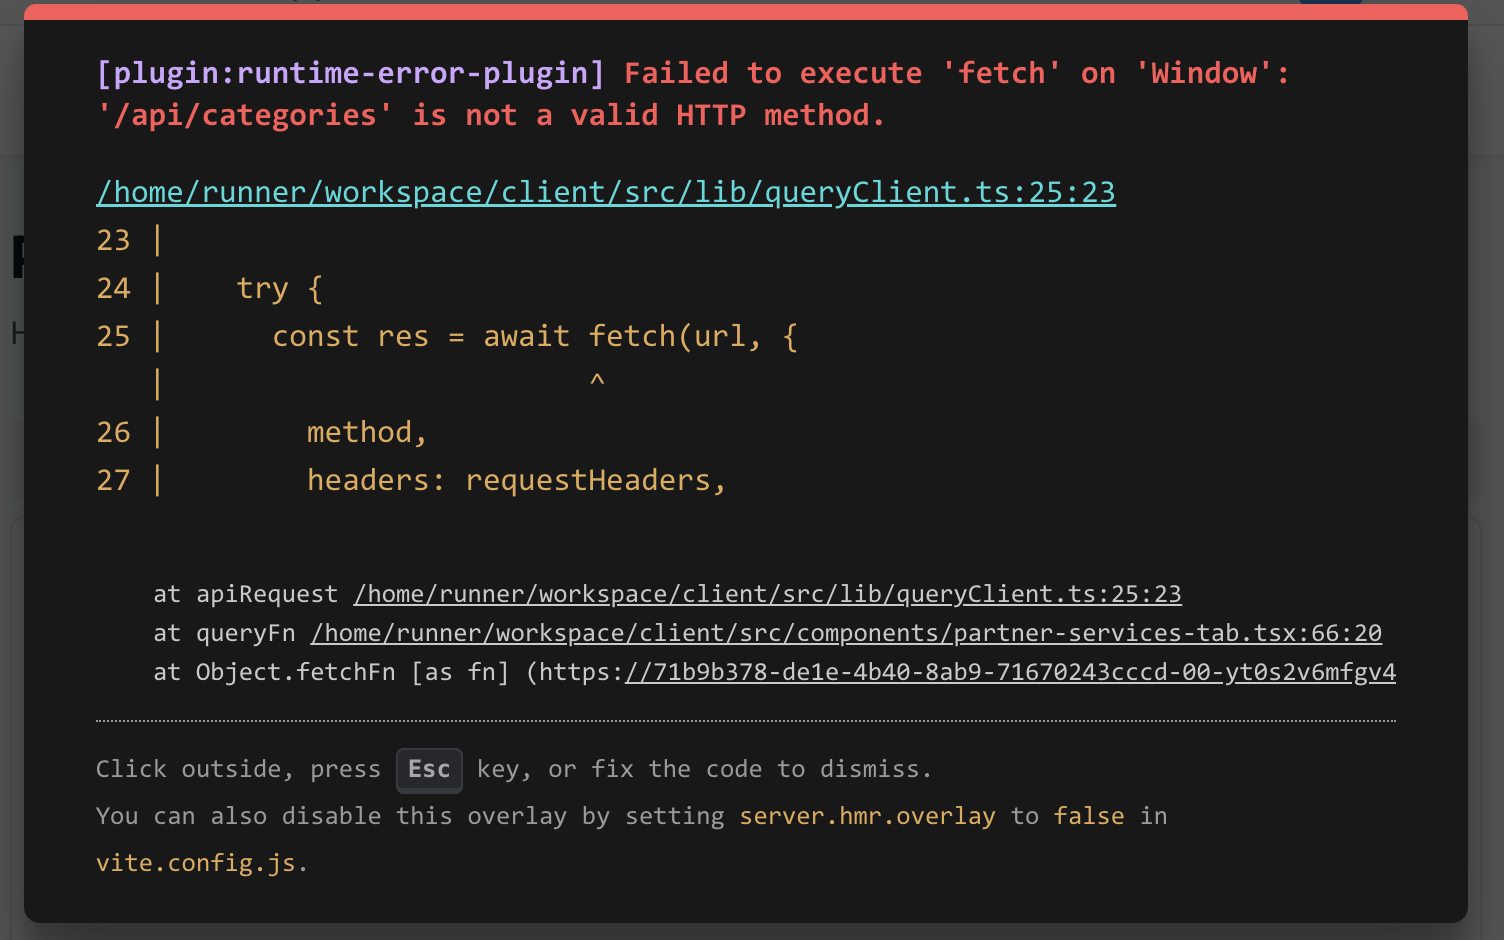 [plugin:runtime-error-plugin] Failed to execute 'fetch' on 'Window':
'/api/categories' is not a valid HTTP method.
/home/runner/workspace/client/src/lib/queryClient.ts:25:23
23 |
24 |    try {
25 |      const res = await fetch(url, {
   |                        ^
26 |        method,
27 |        headers: requestHeaders,
at apiRequest /home/runner/workspace/client/src/lib/queryClient.ts:25:23
at queryFn /home/runner/workspace/client/src/components/partner-services-tab.tsx:66:20
at Object.fetchFn [as fn] (https://71b9b378-de1e-4b40-8ab9-71670243cccd-00-yt0s2v6mfgv4
Click outside, press Esc key, or fix the code to dismiss.
You can also disable this overlay by setting server.hmr.overlay to false in
vite.config.js.